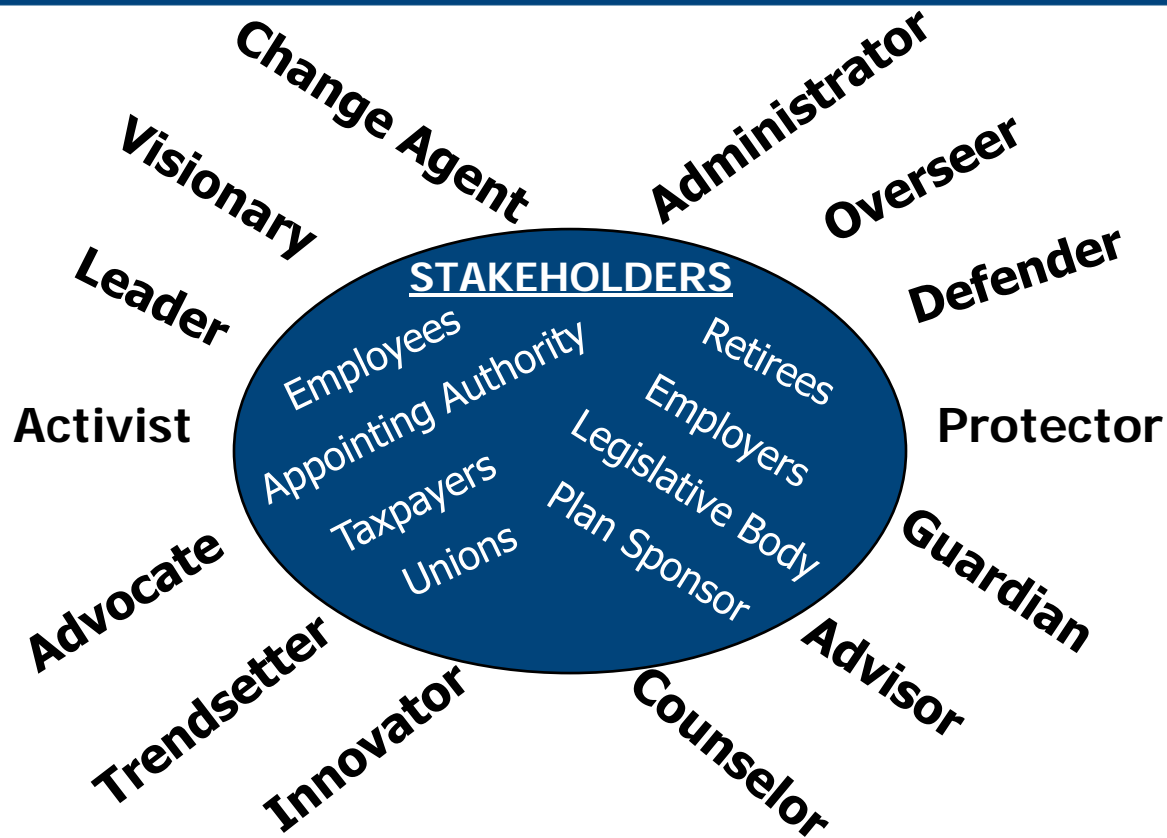 Change Agent
Administrator
Visionary
Overseer
Leader
Defender
STAKEHOLDERS
Employees
Retirees
Appointing Authority
Employers
Activist
Protector
Taxpayers
Legislative Body
Unions
Plan Sponsor
Advocate
Guardian
Trendsetter
Advisor
Innovator
Counselor